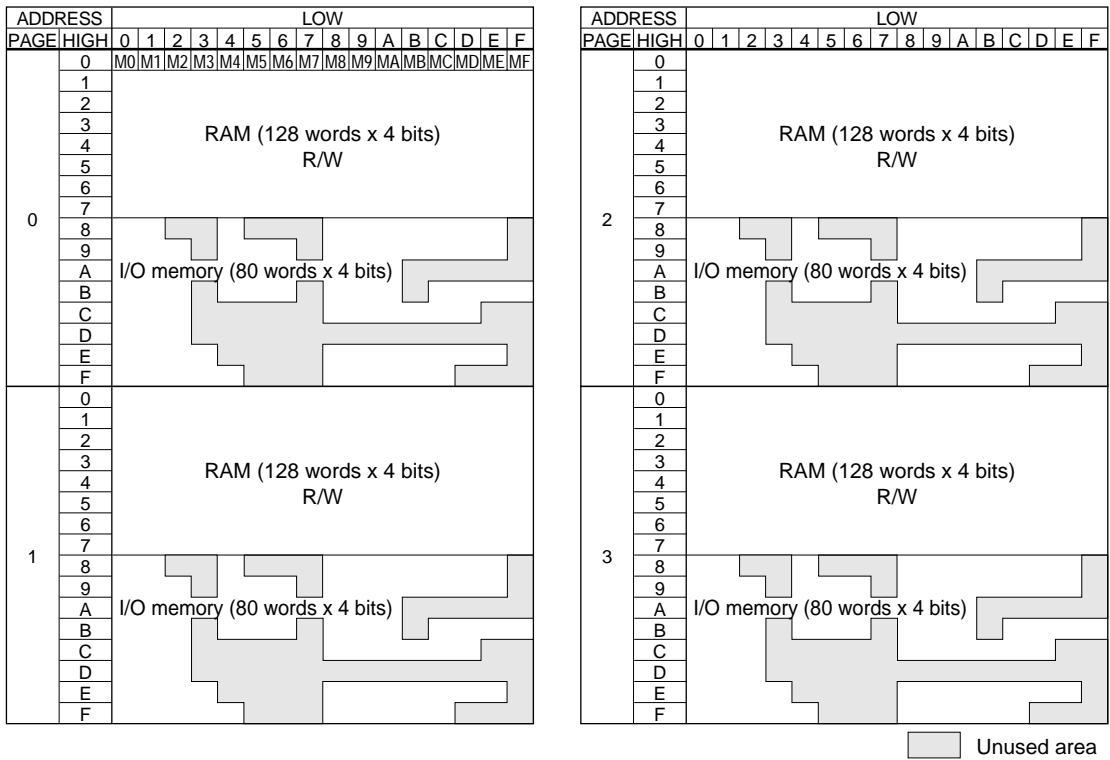 ADDRESS LOW
PAGE HIGH 0 1 2 3 4 5 6 7 8 9 A B C D E F
0 M0 M1 M2 M3 M4 M5 M6 M7 M8 M9 MA MB MC MD ME MF
1
2
3
4
5
6
7
RAM (128 words x 4 bits)
R/W
0
8
9
A
B
C
D
E
F
I/O memory (80 words x 4 bits)
0
1
2
3
4
5
6
7
RAM (128 words x 4 bits)
R/W
1
8
9
A
B
C
D
E
F
I/O memory (80 words x 4 bits)
ADDRESS LOW
PAGE HIGH 0 1 2 3 4 5 6 7 8 9 A B C D E F
0
1
2
3
4
5
6
7
RAM (128 words x 4 bits)
R/W
2
8
9
A
B
C
D
E
F
I/O memory (80 words x 4 bits)
0
1
2
3
4
5
6
7
RAM (128 words x 4 bits)
R/W
3
8
9
A
B
C
D
E
F
I/O memory (80 words x 4 bits)
Unused area